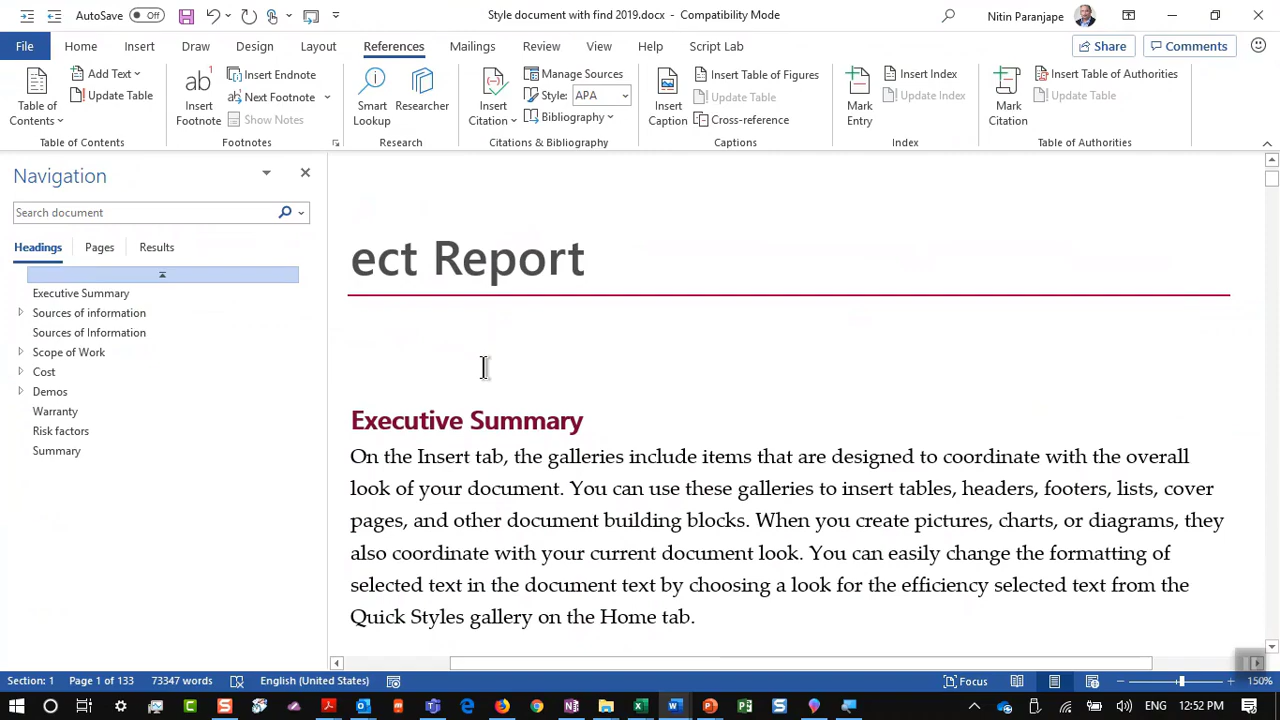 AutoSave Off
Style document with find 2019.docx - Compatibility Mode
Nitin Paranjape
File Home Insert Draw Design Layout References Mailings Review View Help Script Lab Share Comments
Table of Contents
Add Text
Update Table
Table of Contents
ab1
Insert Footnote
Insert Endnote
Next Footnote
Show Notes
Footnotes
Smart Lookup
Researcher
Research
Insert Citation
Manage Sources
Style: APA
Bibliography
Citations & Bibliography
Insert Caption
Insert Table of Figures
Update Table
Cross-reference
Captions
Mark Entry
Insert Index
Update Index
Index
Mark Citation
Insert Table of Authorities
Update Table
Table of Authorities
Navigation
Search document
Headings Pages Results
Executive Summary
Sources of information
Sources of Information
Scope of Work
Cost
Demos
Warranty
Risk factors
Summary
ect Report
Executive Summary
On the Insert tab, the galleries include items that are designed to coordinate with the overall
look of your document. You can use these galleries to insert tables, headers, footers, lists, cover
pages, and other document building blocks. When you create pictures, charts, or diagrams, they
also coordinate with your current document look. You can easily change the formatting of
selected text in the document text by choosing a look for the efficiency selected text from the
Quick Styles gallery on the Home tab.
Section: 1 Page 1 of 133 73347 words English (United States) Focus 150%
ENG 12:52 PM